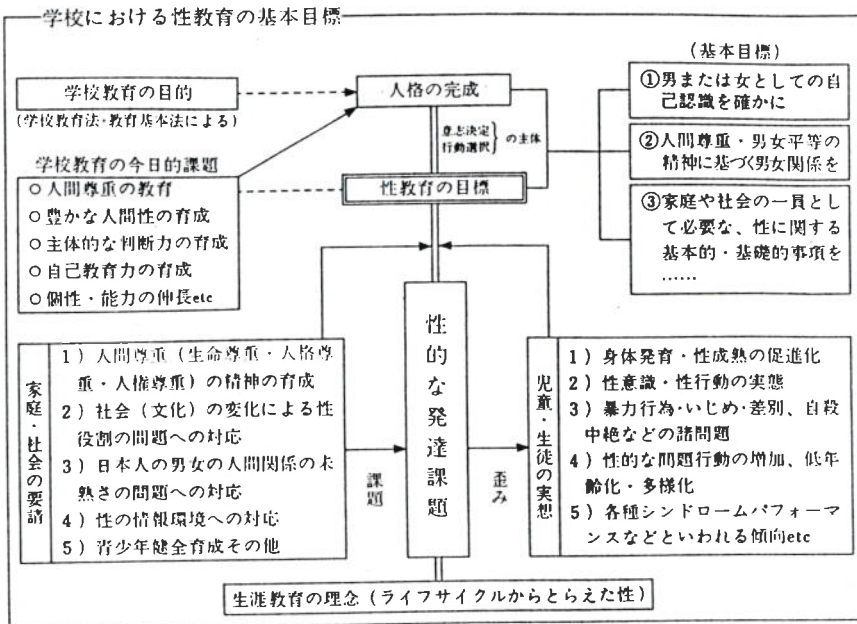 学校における性教育の基本目標
学校教育の目的
(学校教育法・教育基本法による)
人格の完成
意志決定
行動選択
の主体
性教育の目標
(基本目標)
①男または女としての自
己認識を確かに
②人間尊重・男女平等の
精神に基づく男女関係を
③家庭や社会の一員とし
て必要な、性に関する
基本的・基礎的事項を
……
学校教育の今日的課題
○人間尊重の教育
○豊かな人間性の育成
○主体的な判断力の育成
○自己教育力の育成
○個性・能力の伸長etc
家庭・社会の要請
1）人間尊重（生命尊重・人格尊
重・人権尊重）の精神の育成
2）社会（文化）の変化による性
役割の問題への対応
3）日本人の男女の人間関係の未
熟さの問題への対応
4）性の情報環境への対応
5）青少年健全育成その他
課題
性的な発達課題
歪み
児童・生徒の実想
1）身体発育・性成熟の促進化
2）性意識・性行動の実態
3）暴力行為・いじめ・差別、自殺
中絶などの諸問題
4）性的な問題行動の増加、低年
齢化・多様化
5）各種シンドロームパフォーマ
ンスなどといわれる傾向etc
生涯教育の理念（ライフサイクルからとらえた性）